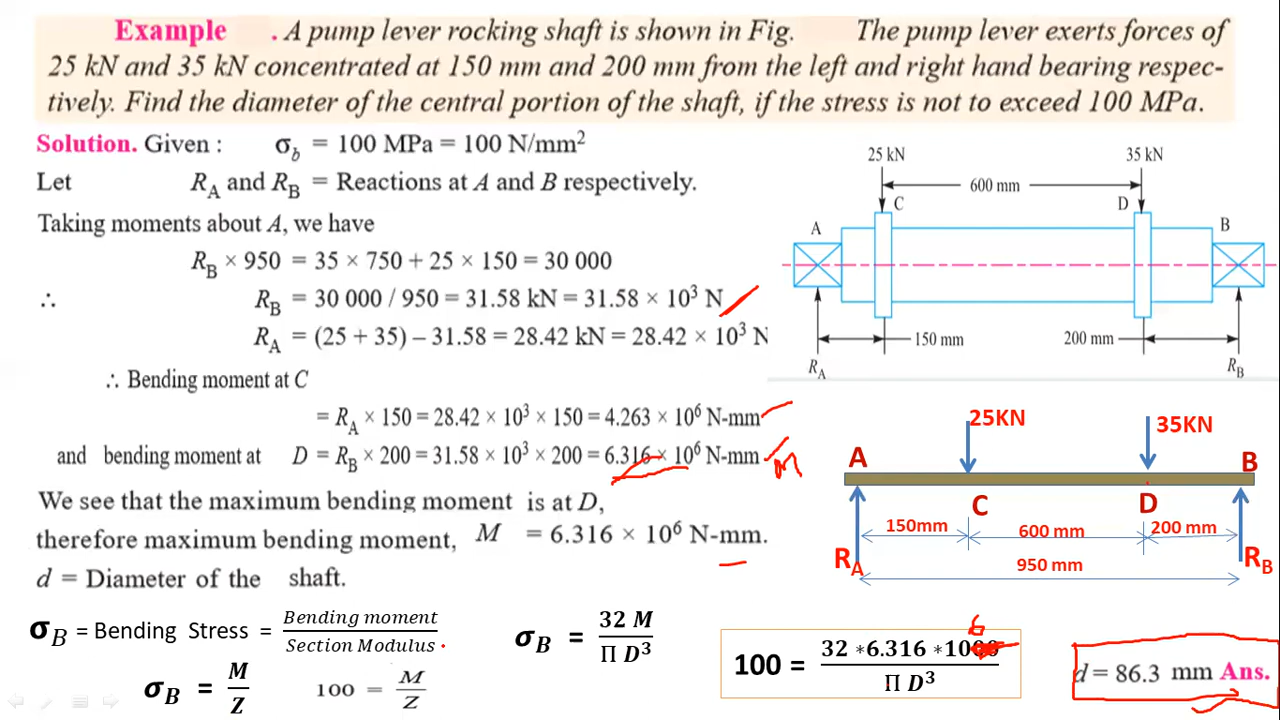 Example . A pump lever rocking shaft is shown in Fig. The pump lever exerts forces of
25 kN and 35 kN concentrated at 150 mm and 200 mm from the left and right hand bearing respec-
tively. Find the diameter of the central portion of the shaft, if the stress is not to exceed 100 MPa.
Solution. Given : σb = 100 MPa = 100 N/mm²
Let RA and RB = Reactions at A and B respectively.
Taking moments about A, we have
RB × 950 = 35 × 750 + 25 × 150 = 30 000
∴ RB = 30 000 / 950 = 31.58 kN = 31.58 × 10³ N
RA = (25 + 35) – 31.58 = 28.42 kN = 28.42 × 10³ N
∴ Bending moment at C
= RA × 150 = 28.42 × 10³ × 150 = 4.263 × 10⁶ N-mm
and bending moment at D = RB × 200 = 31.58 × 10³ × 200 = 6.316 × 10⁶ N-mm
M
We see that the maximum bending moment is at D,
therefore maximum bending moment, M = 6.316 × 10⁶ N-mm.
d = Diameter of the shaft.
σB = Bending Stress = Bending moment / Section Modulus
σB = M / Z
100 = M / Z
σB = 32 M / Π D³
6
100 = 32 *6.316 *10 / Π D³
d = 86.3 mm Ans.
25 kN 35 kN
600 mm
C D
A B
150 mm 200 mm
RA RB
25KN 35KN
A B
C D
150mm 600 mm 200 mm
RA 950 mm RB